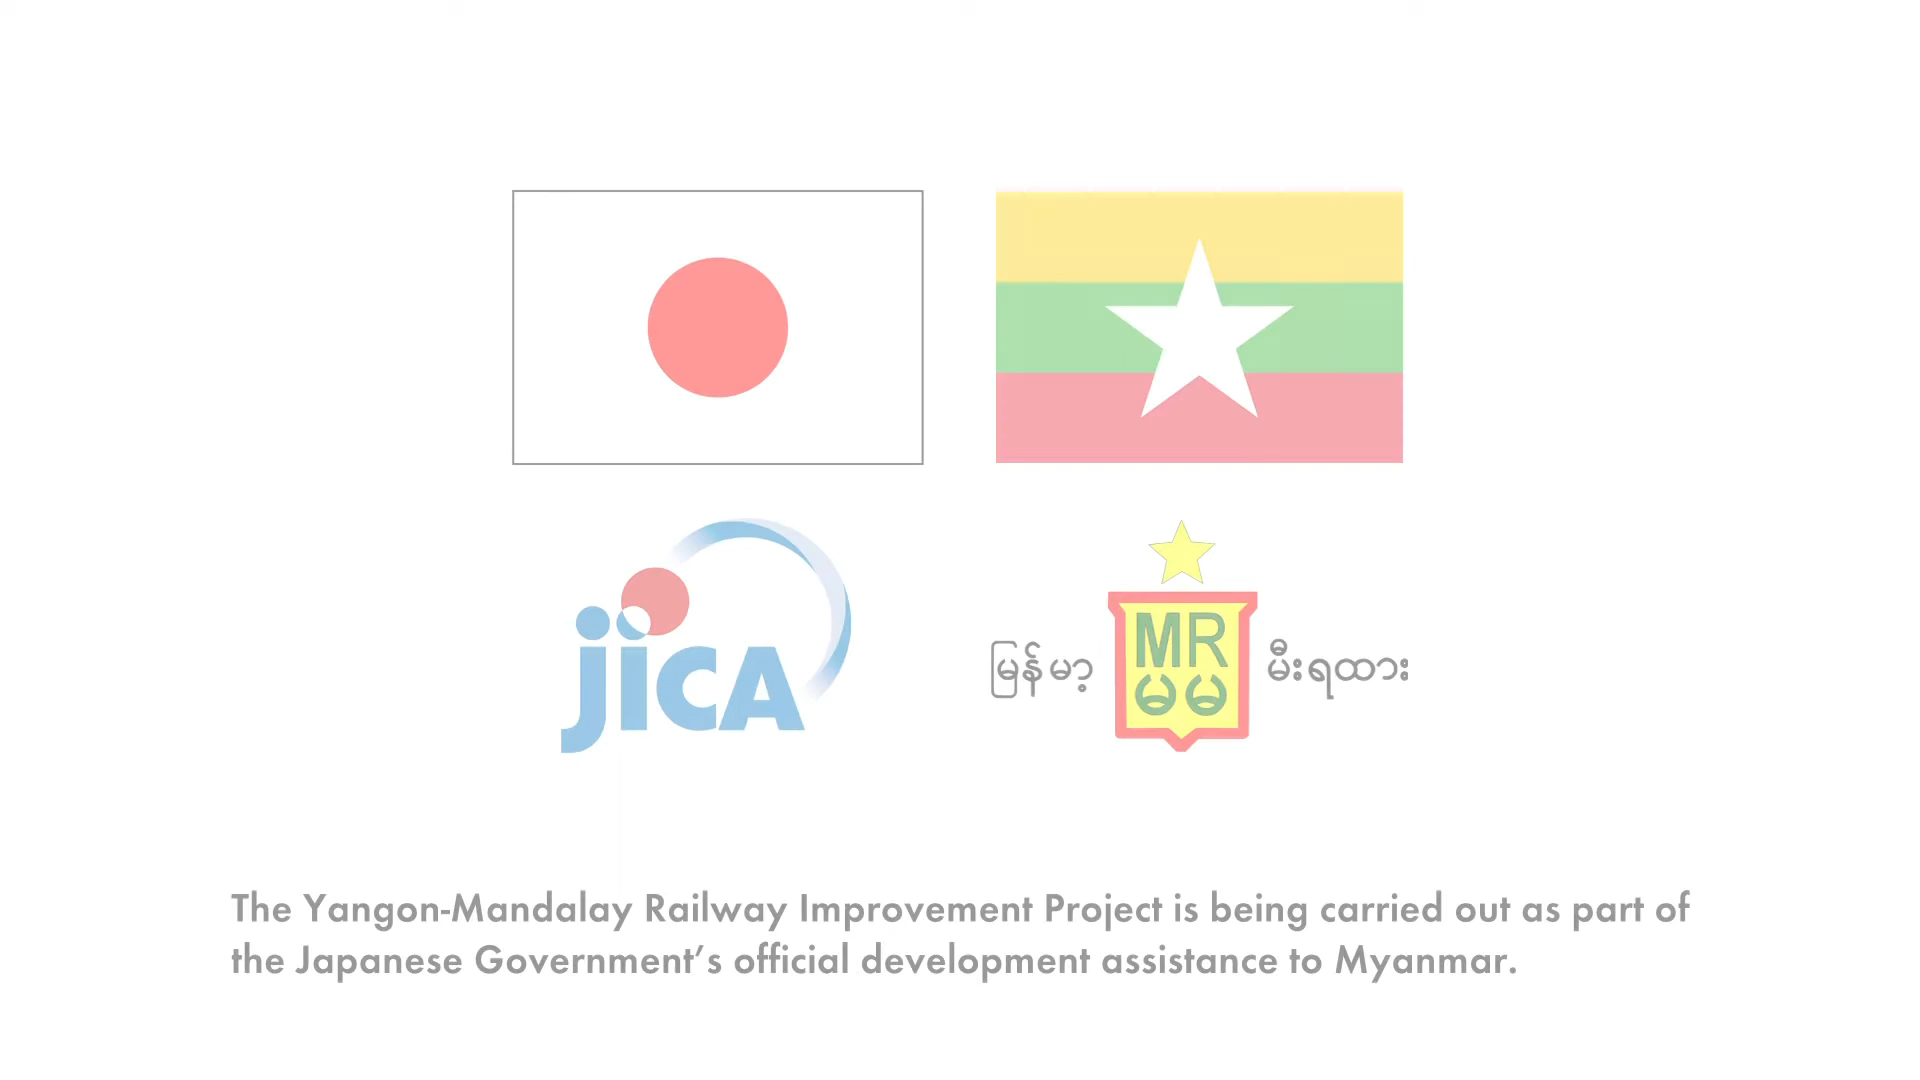 jica
MR
မမ
မြန်မာ့ မီးရထား
The Yangon-Mandalay Railway Improvement Project is being carried out as part of
the Japanese Government’s official development assistance to Myanmar.